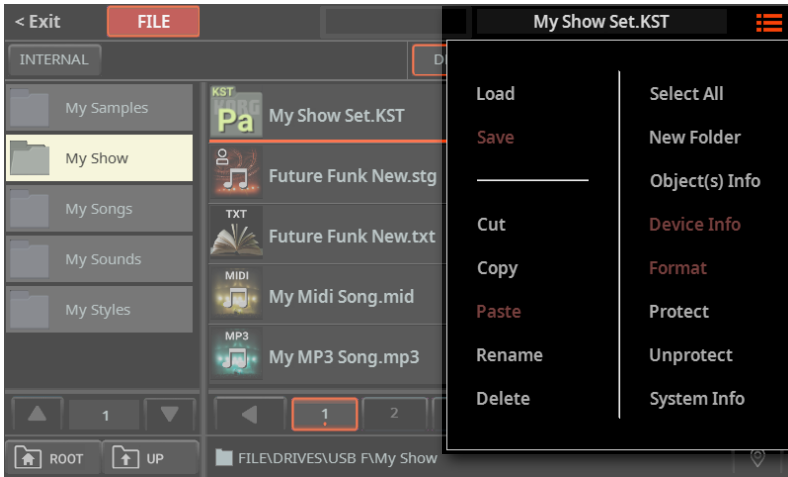 < Exit
FILE
My Show Set.KST
INTERNAL
My Samples
My Show
My Songs
My Sounds
My Styles
KST
KORG
Pa
My Show Set.KST
Future Funk New.stg
TXT
Future Funk New.txt
MIDI
My Midi Song.mid
MP3
My MP3 Song.mp3
Load
Save
Cut
Copy
Paste
Rename
Delete
Select All
New Folder
Object(s) Info
Device Info
Format
Protect
Unprotect
System Info
1
1
2
ROOT
UP
FILE\DRIVES\USB F\My Show